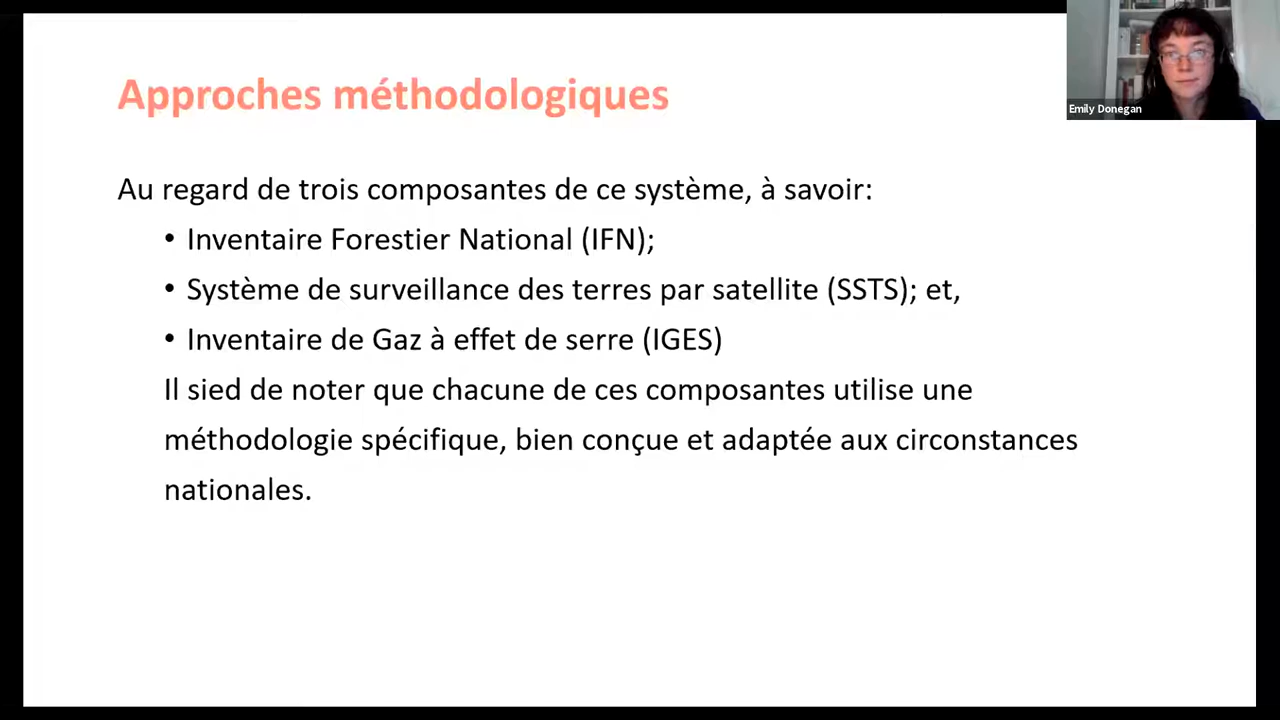 Approches méthodologiques
Emily Donegan
Au regard de trois composantes de ce système, à savoir:
• Inventaire Forestier National (IFN);
• Système de surveillance des terres par satellite (SSTS); et,
• Inventaire de Gaz à effet de serre (IGES)
Il sied de noter que chacune de ces composantes utilise une
méthodologie spécifique, bien conçue et adaptée aux circonstances
nationales.